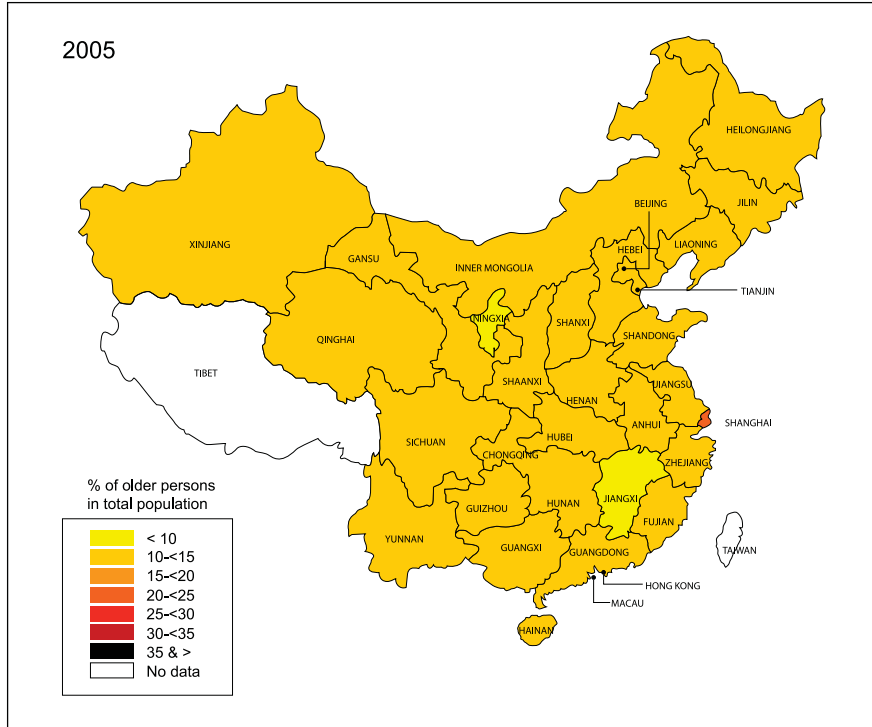 2005
HEILONGJIANG
JILIN
BEIJING
LIAONING
HEBEI
XINJIANG
GANSU
INNER MONGOLIA
TIANJIN
NINGXIA
SHANXI
QINGHAI
SHANDONG
TIBET
SHAANXI
JIANGSU
HENAN
SHANGHAI
ANHUI
SICHUAN
HUBEI
CHONGQING
ZHEJIANG
JIANGXI
HUNAN
GUIZHOU
FUJIAN
YUNNAN
GUANGXI
GUANGDONG
TAIWAN
HONG KONG
MACAU
HAINAN
% of older persons
in total population
< 10
10-<15
15-<20
20-<25
25-<30
30-<35
35 & >
No data